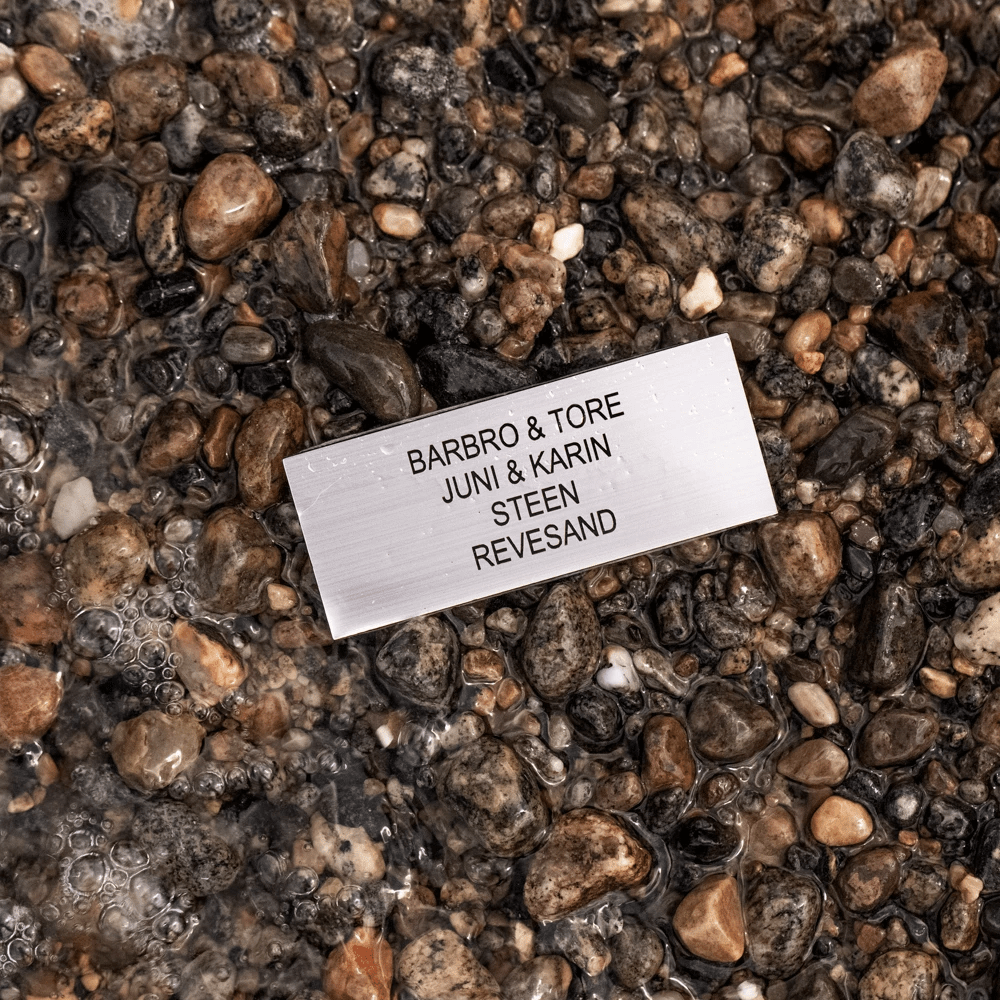 BARBRO & TORE
JUNI & KARIN
STEEN
REVESAND